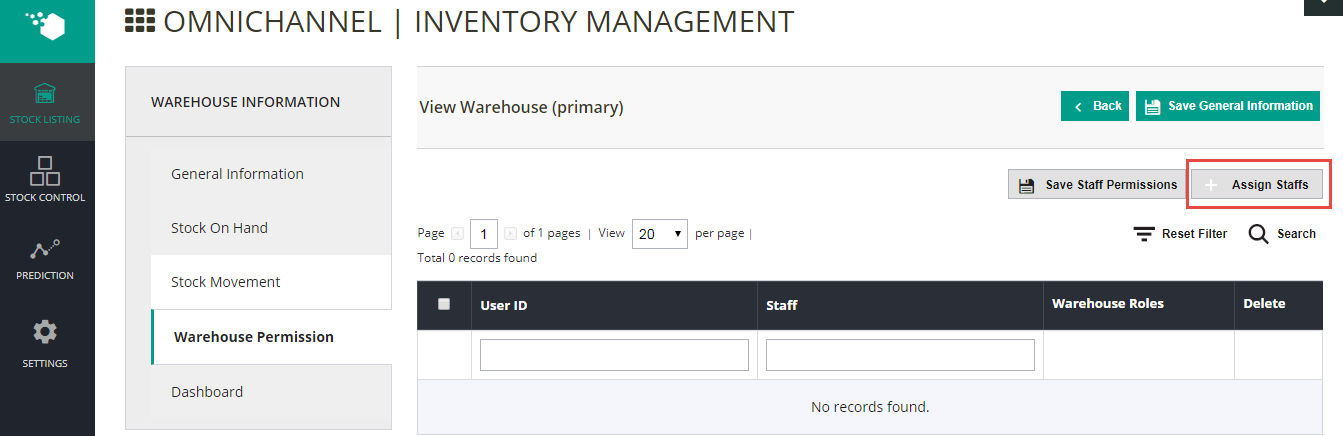 OMNICHANNEL | INVENTORY MANAGEMENT
STOCK LISTING
STOCK CONTROL
PREDICTION
SETTINGS
WAREHOUSE INFORMATION
General Information
Stock On Hand
Stock Movement
Warehouse Permission
Dashboard
View Warehouse (primary)
Back
Save General Information
Save Staff Permissions
Assign Staffs
Page 1 of 1 pages | View 20 per page |
Total 0 records found
Reset Filter
Search
User ID Staff Warehouse Roles Delete
No records found.